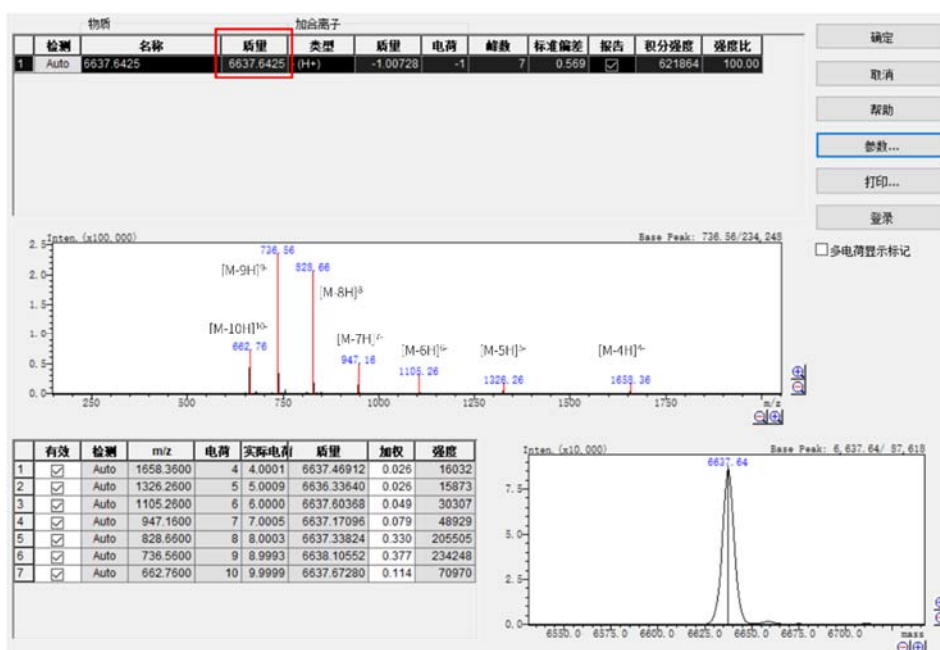 物质 加合离子
检测 名称 质量 类型 质量 电荷 峰数 标准偏差 报告 积分强度 强度比
1 Auto 6637.6425 6637.6425 (H+) -1.00728 -1 7 0.569 621864 100.00
确定
取消
帮助
参数...
打印...
登录
多电荷显示标记
Inten. (x100,000) Base Peak: 736.56/234,248
2.5
2.0
1.5
1.0
0.5
0.0
736.56
[M-9H]9-
828.66
[M-8H]8-
[M-10H]10-
662.76
[M-7H]7-
947.16
[M-6H]6-
1105.26
[M-5H]5-
1326.26
[M-4H]4-
1658.36
250 500 750 1000 1250 1500 1750 m/z
有效 检测 m/z 电荷 实际电荷 质量 加权 强度
1 Auto 1658.3600 4 4.0001 6637.46912 0.026 16032
2 Auto 1326.2600 5 5.0009 6636.33640 0.026 15873
3 Auto 1105.2600 6 6.0000 6637.60368 0.049 30307
4 Auto 947.1600 7 7.0005 6637.17096 0.079 48929
5 Auto 828.6600 8 8.0003 6637.33824 0.330 205505
6 Auto 736.5600 9 8.9993 6638.10552 0.377 234248
7 Auto 662.7600 10 9.9999 6637.67280 0.114 70970
Inten. (x10,000) Base Peak: 6,637.64/ 87,618
6637.64
7.5
5.0
2.5
0.0
6550.0 6575.0 6600.0 6625.0 6650.0 6675.0 6700.0 mass